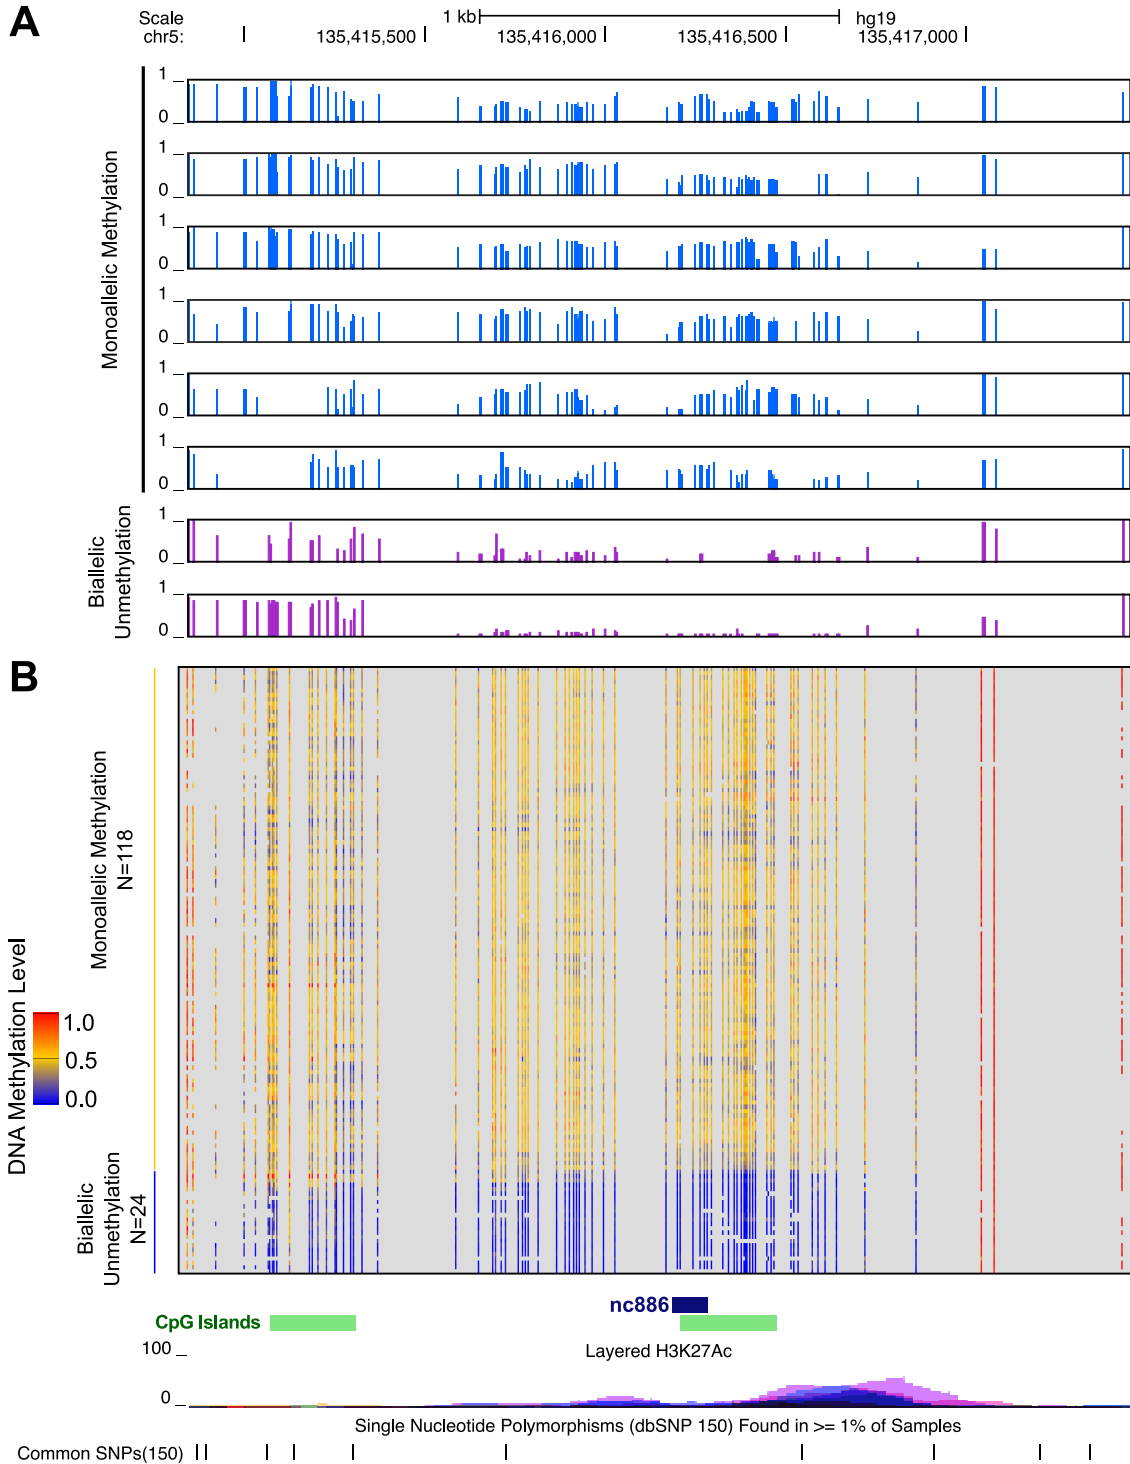 A
Scale
1 kb
hg19
chr5:
135,415,500
135,416,000
135,416,500
135,417,000
Monoallelic Methylation
1
0
1
0
1
0
1
0
1
0
1
0
Biallelic
Unmethylation
1
0
1
0
B
Monoallelic Methylation
N=118
DNA Methylation Level
1.0
0.5
0.0
Biallelic
Unmethylation
N=24
nc886
CpG Islands
Layered H3K27Ac
100
0
Single Nucleotide Polymorphisms (dbSNP 150) Found in >= 1% of Samples
Common SNPs(150)